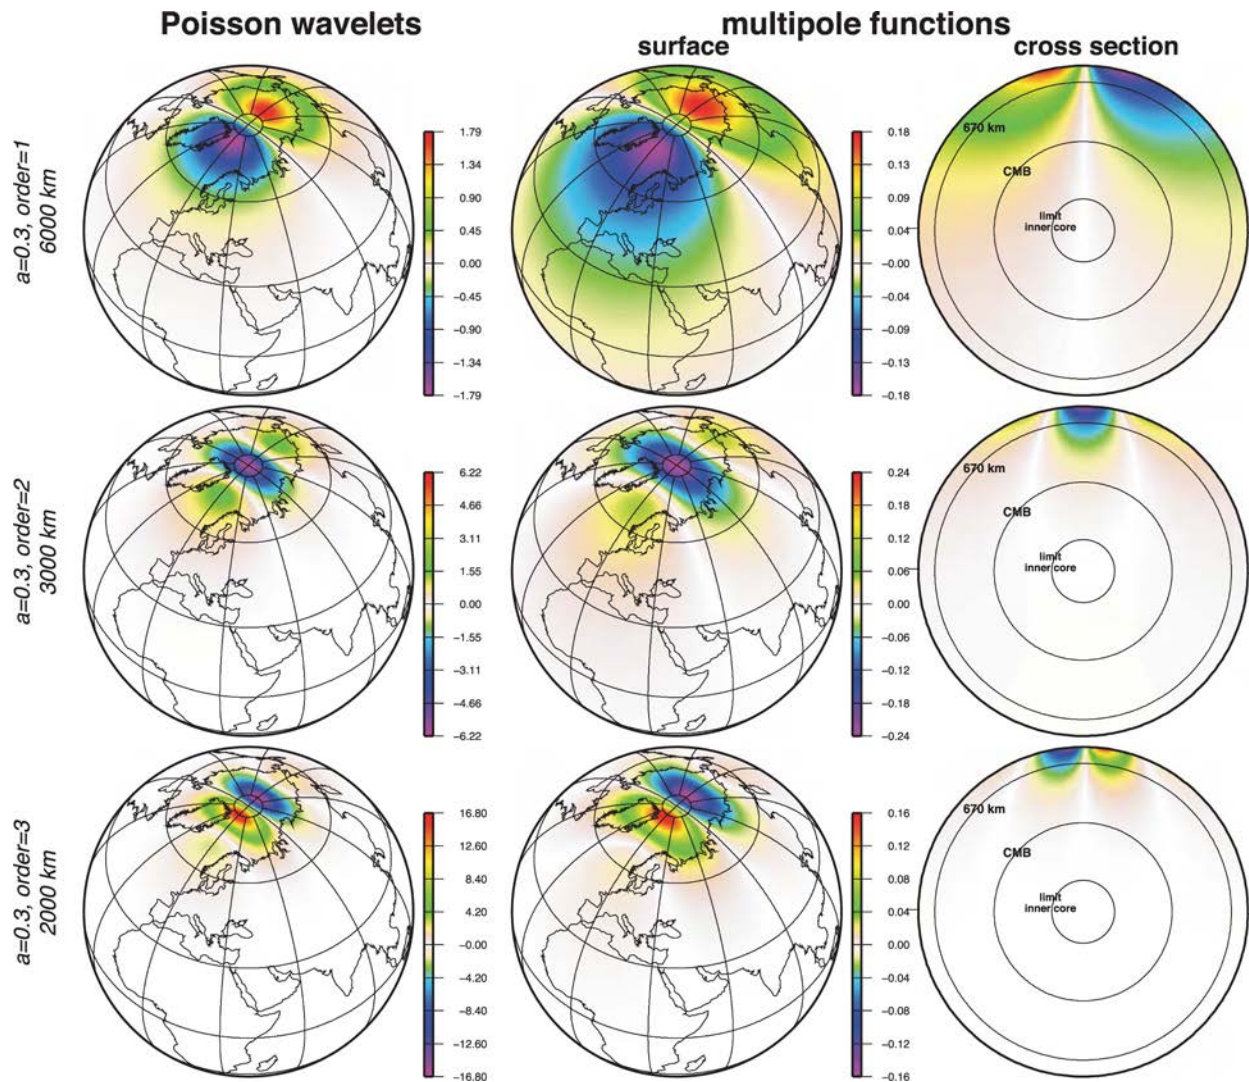 Poisson wavelets
multipole functions
surface
cross section
a=0.3, order=1
6000 km
1.79
1.34
0.90
0.45
0.00
−0.45
−0.90
−1.34
−1.79
0.18
0.13
0.09
0.04
−0.00
−0.04
−0.09
−0.13
−0.18
670 km
CMB
limit
inner core
a=0.3, order=2
3000 km
6.22
4.66
3.11
1.55
0.00
−1.55
−3.11
−4.66
−6.22
0.24
0.18
0.12
0.06
0.00
−0.06
−0.12
−0.18
−0.24
670 km
CMB
limit
inner core
a=0.3, order=3
2000 km
16.80
12.60
8.40
4.20
−0.00
−4.20
−8.40
−12.60
−16.80
0.16
0.12
0.08
0.04
0.00
−0.04
−0.08
−0.12
−0.16
670 km
CMB
limit
inner core